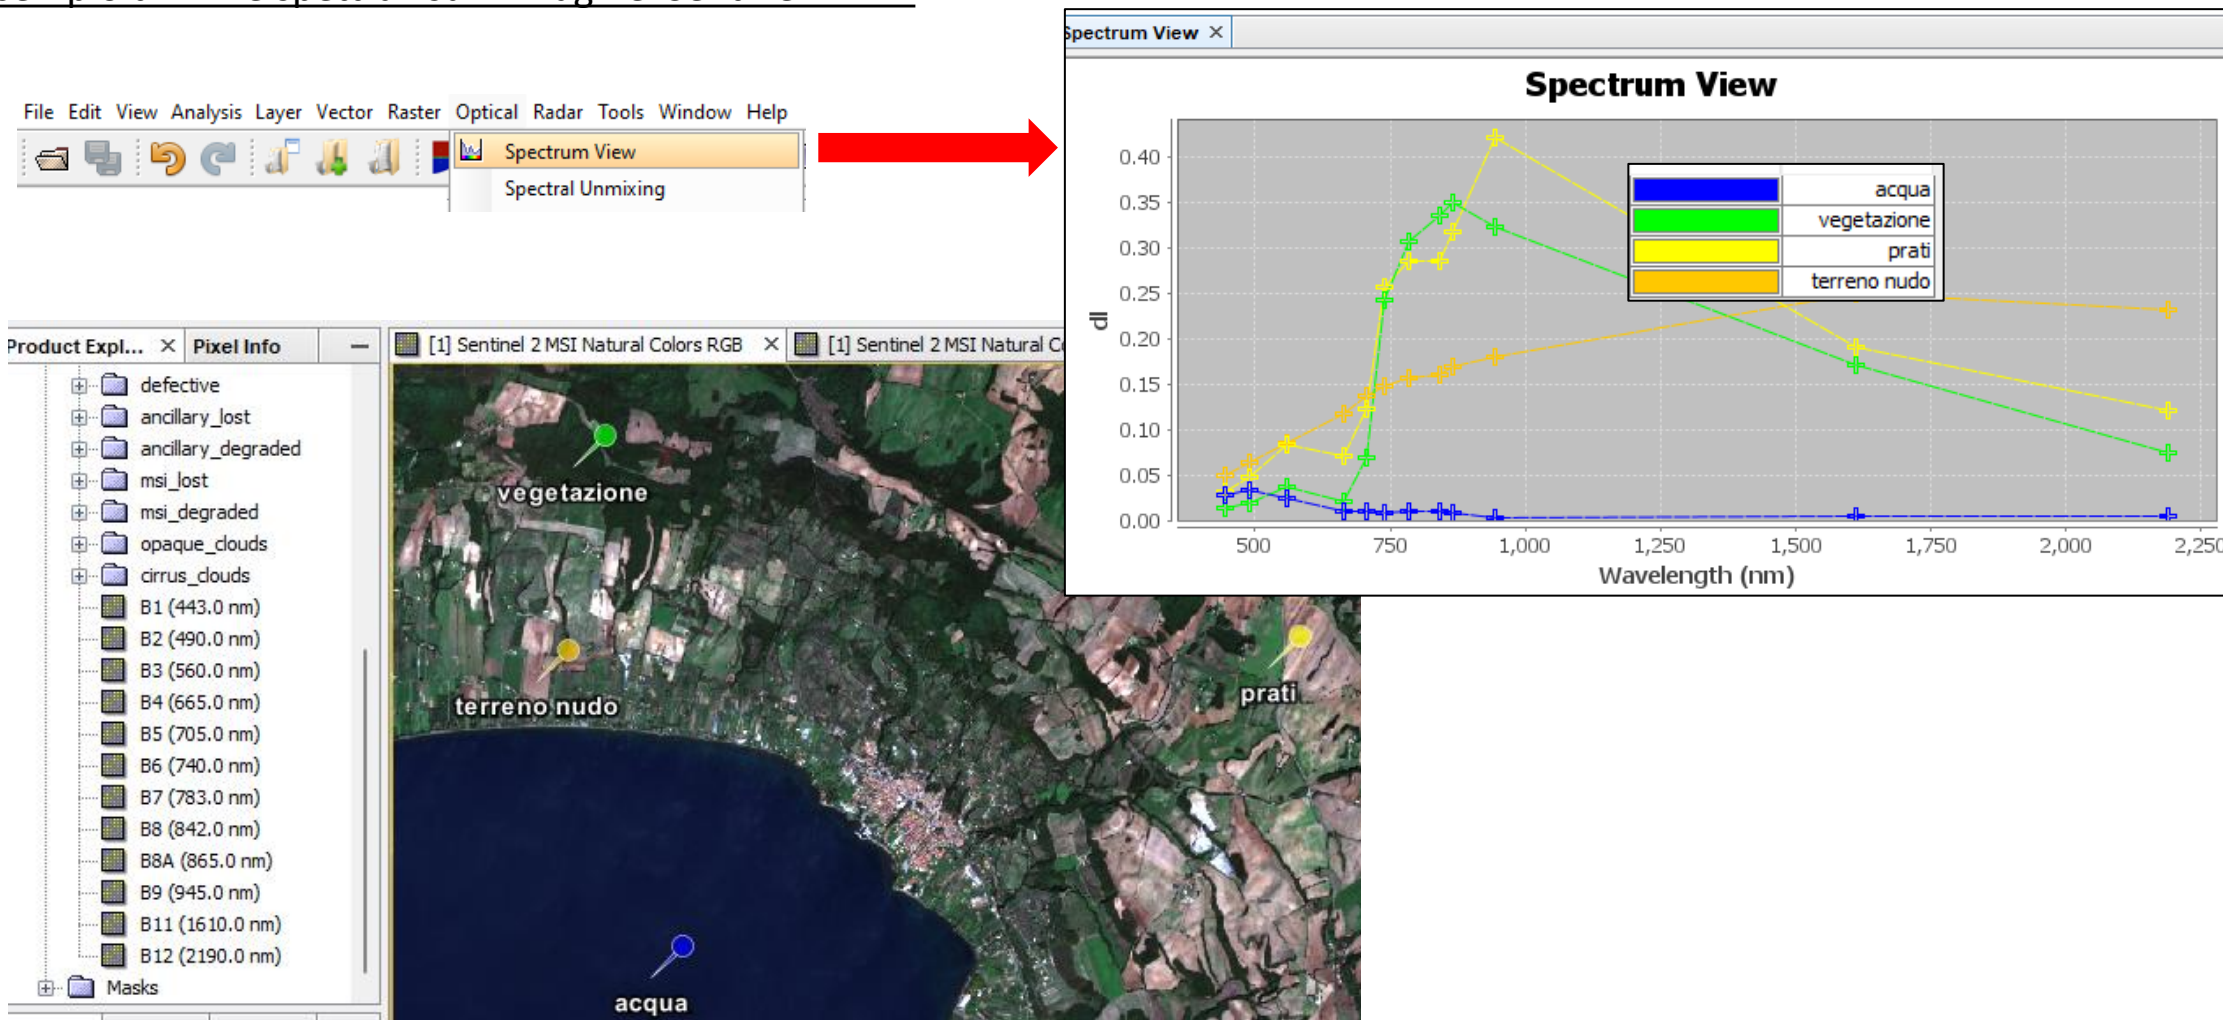 File Edit View Analysis Layer Vector Raster Optical Radar Tools Window Help
Spectrum View
Spectral Unmixing
Spectrum View
Spectrum View
0.40
0.35
0.30
0.25
0.20
0.15
0.10
0.05
0.00
dl
500 750 1,000 1,250 1,500 1,750 2,000 2,250
Wavelength (nm)
acqua
vegetazione
prati
terreno nudo
Product Expl... Pixel Info
defective
ancillary_lost
ancillary_degraded
msi_lost
msi_degraded
opaque_clouds
cirrus_clouds
B1 (443.0 nm)
B2 (490.0 nm)
B3 (560.0 nm)
B4 (665.0 nm)
B5 (705.0 nm)
B6 (740.0 nm)
B7 (783.0 nm)
B8 (842.0 nm)
B8A (865.0 nm)
B9 (945.0 nm)
B11 (1610.0 nm)
B12 (2190.0 nm)
Masks
[1] Sentinel 2 MSI Natural Colors RGB
[1] Sentinel 2 MSI Natural
vegetazione
terreno nudo
prati
acqua